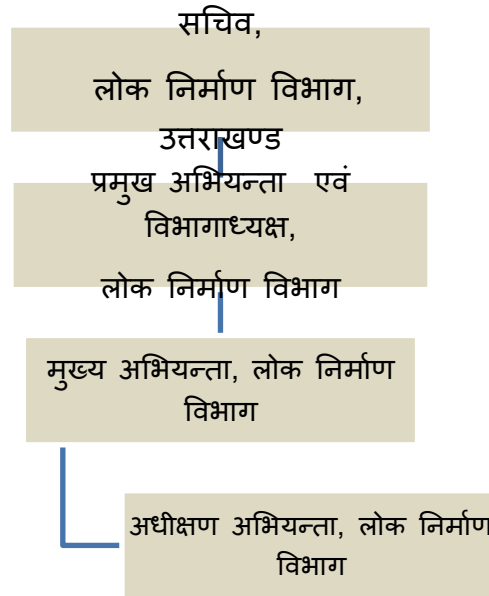 सचिव,
लोक निर्माण विभाग,
उत्तराखण्ड
प्रमुख अभियन्ता एवं
विभागाध्यक्ष,
लोक निर्माण विभाग
मुख्य अभियन्ता, लोक निर्माण
विभाग
अधीक्षण अभियन्ता, लोक निर्माण
विभाग